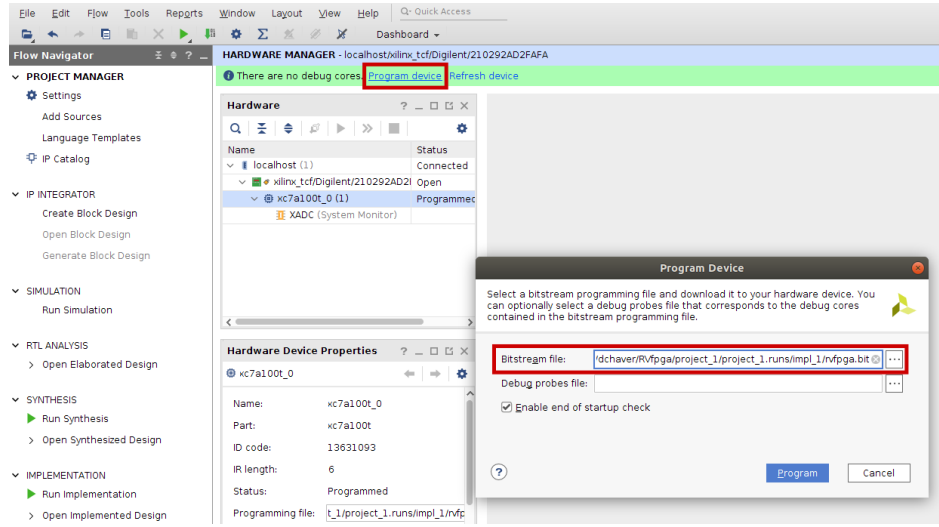 File Edit Flow Tools Reports Window Layout View Help Q- Quick Access
Dashboard
Flow Navigator
PROJECT MANAGER
Settings
Add Sources
Language Templates
IP Catalog
IP INTEGRATOR
Create Block Design
Open Block Design
Generate Block Design
SIMULATION
Run Simulation
RTL ANALYSIS
Open Elaborated Design
SYNTHESIS
Run Synthesis
Open Synthesized Design
IMPLEMENTATION
Run Implementation
Open Implemented Design
HARDWARE MANAGER - localhost/xilinx_tcf/Digilent/210292AD2FAFA
There are no debug cores. Program device Refresh device
Hardware
Name Status
localhost (1) Connected
xilinx_tcf/Digilent/210292AD2 Open
xc7a100t_0 (1) Programmed
XADC (System Monitor)
Hardware Device Properties
xc7a100t_0
Name: xc7a100t_0
Part: xc7a100t
ID code: 13631093
IR length: 6
Status: Programmed
Programming file: t_1/project_1.runs/impl_1/rvfp
Program Device
Select a bitstream programming file and download it to your hardware device. You
can optionally select a debug probes file that corresponds to the debug cores
contained in the bitstream programming file.
Bitstream file: /dchaver/RVfpga/project_1/project_1.runs/impl_1/rvfpga.bit
Debug probes file:
Enable end of startup check
? Program Cancel